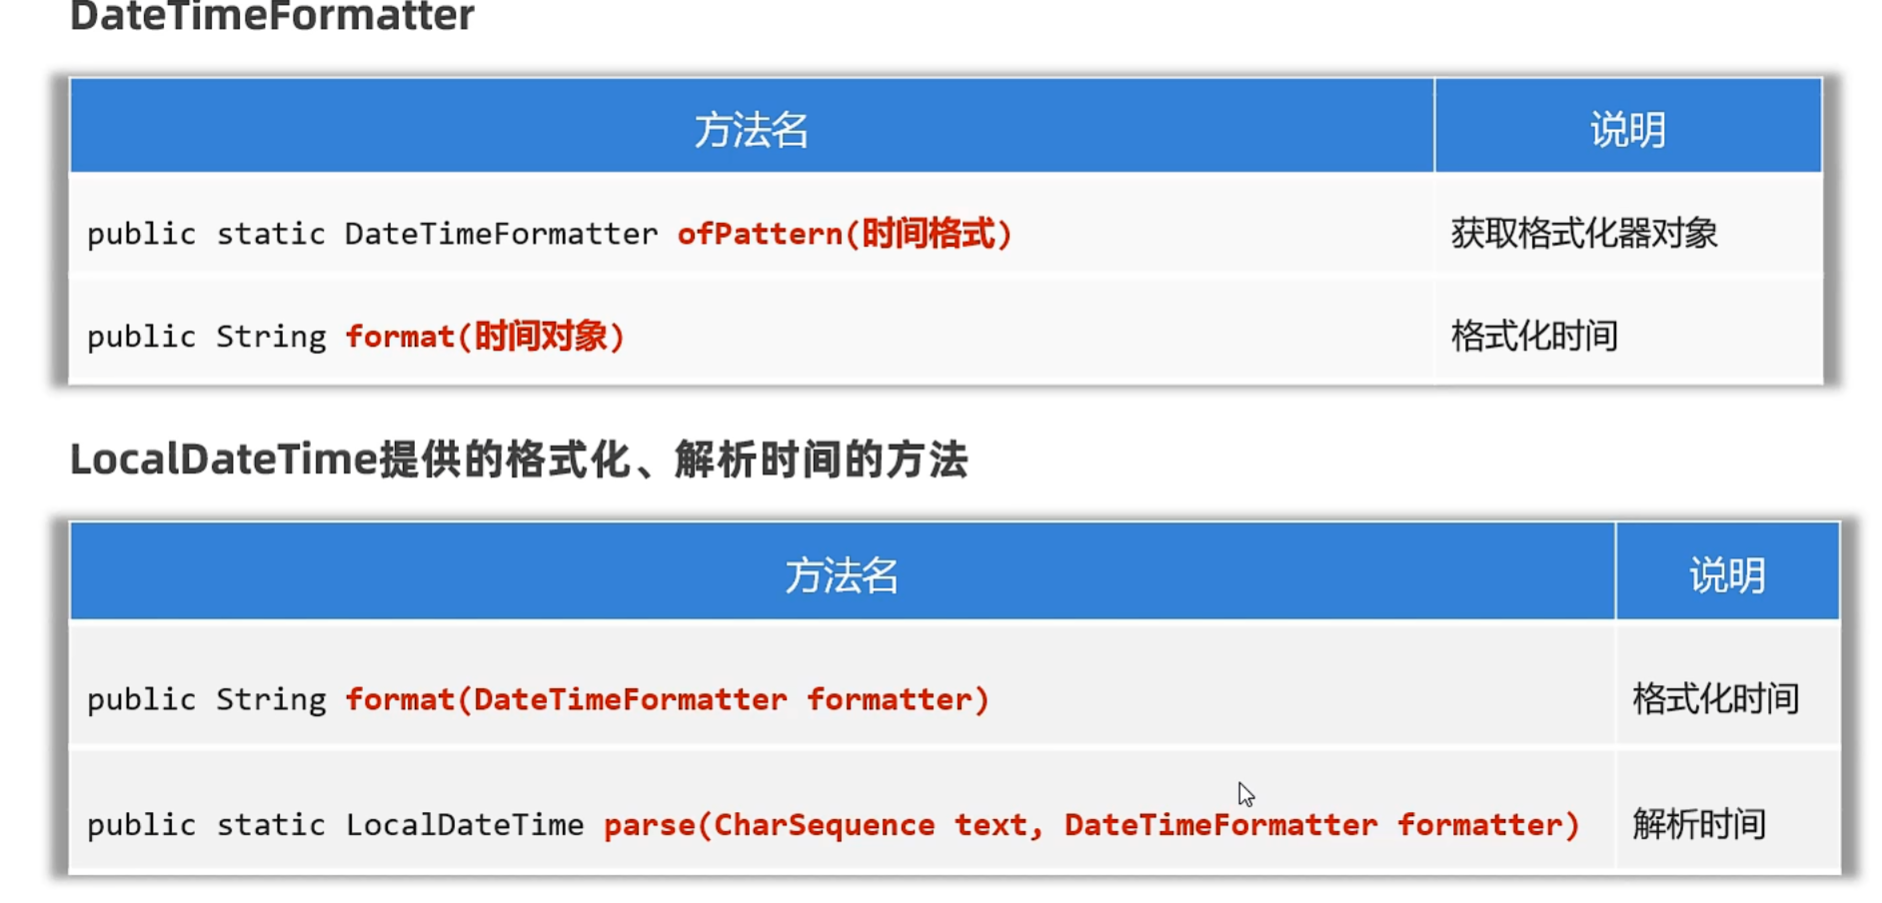 DateTimeFormatter
方法名 说明
public static DateTimeFormatter ofPattern(时间格式) 获取格式化器对象
public String format(时间对象) 格式化时间
LocalDateTime提供的格式化、解析时间的方法
方法名 说明
public String format(DateTimeFormatter formatter) 格式化时间
public static LocalDateTime parse(CharSequence text, DateTimeFormatter formatter) 解析时间